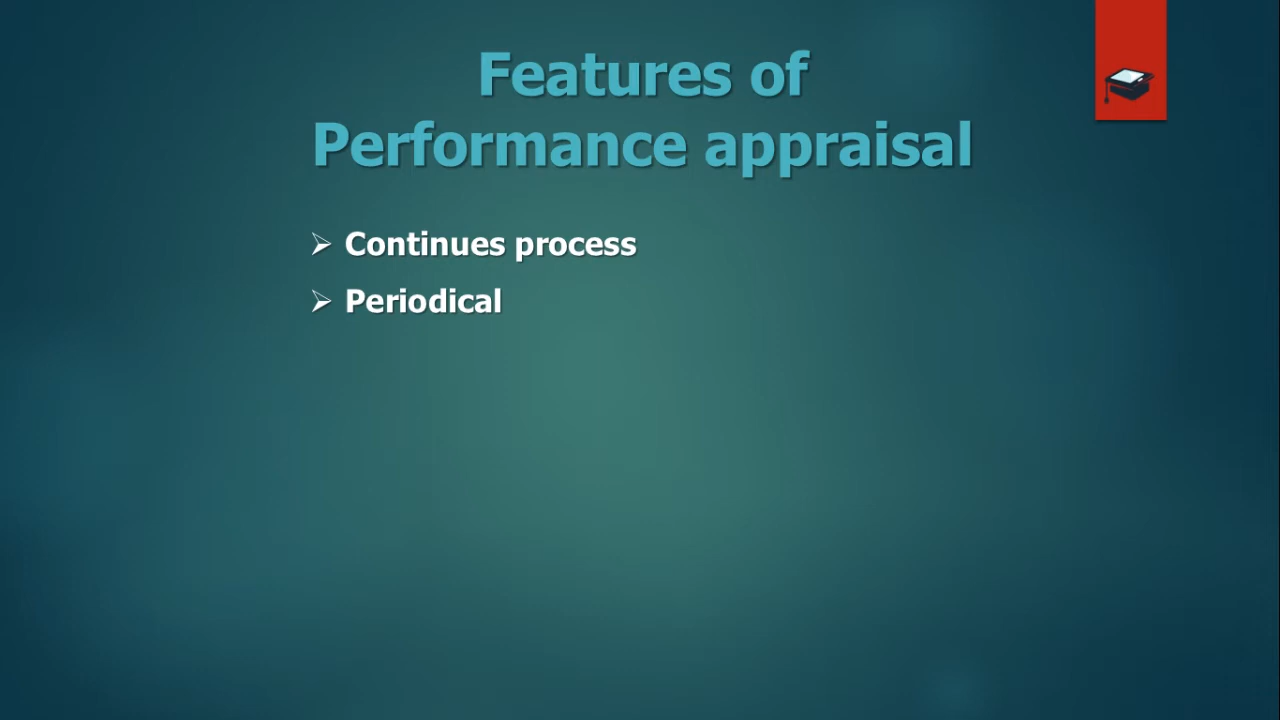 Features of
Performance appraisal
➢ Continues process
➢ Periodical